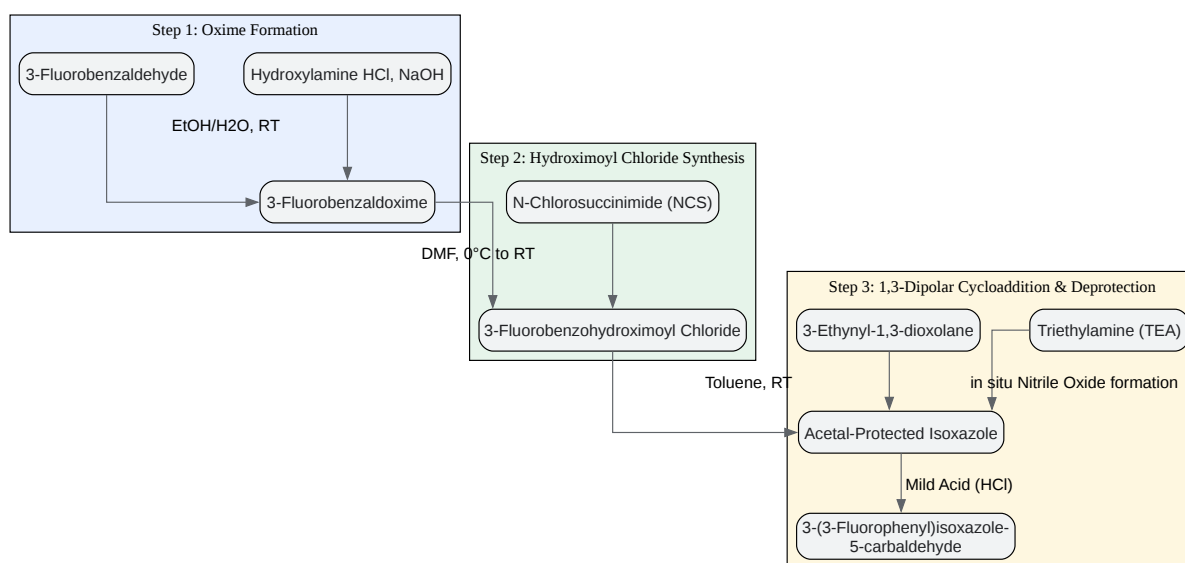 Step 1: Oxime Formation
3-Fluorobenzaldehyde
Hydroxylamine HCl, NaOH
EtOH/H2O, RT
3-Fluorobenzaldoxime
Step 2: Hydroximoyl Chloride Synthesis
N-Chlorosuccinimide (NCS)
DMF, 0°C to RT
3-Fluorobenzohydroximoyl Chloride
Step 3: 1,3-Dipolar Cycloaddition & Deprotection
3-Ethynyl-1,3-dioxolane
Triethylamine (TEA)
Toluene, RT
in situ Nitrile Oxide formation
Acetal-Protected Isoxazole
Mild Acid (HCl)
3-(3-Fluorophenyl)isoxazole-
5-carbaldehyde